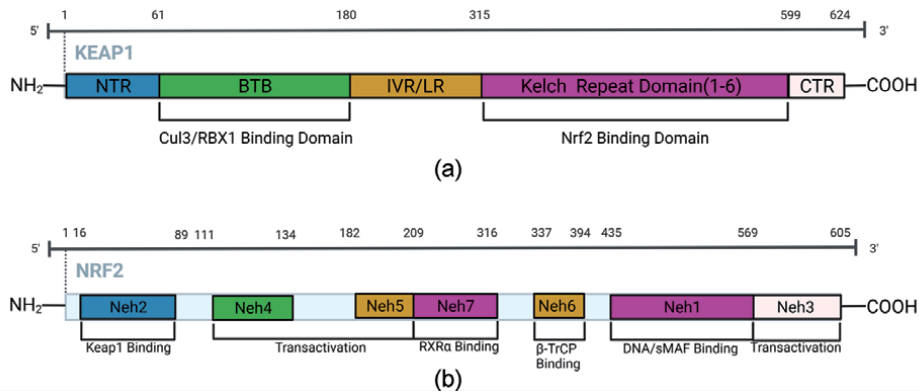 1 61 180 315 599 624
5' 3'
KEAP1
NH2 NTR BTB IVR/LR Kelch Repeat Domain(1-6) CTR COOH
Cul3/RBX1 Binding Domain Nrf2 Binding Domain
(a)
1 16 89 111 134 182 209 316 337 394 435 569 605
5' 3'
NRF2
NH2 Neh2 Neh4 Neh5 Neh7 Neh6 Neh1 Neh3 COOH
Keap1 Binding Transactivation RXRα Binding β-TrCP DNA/sMAF Binding Transactivation
Binding
(b)